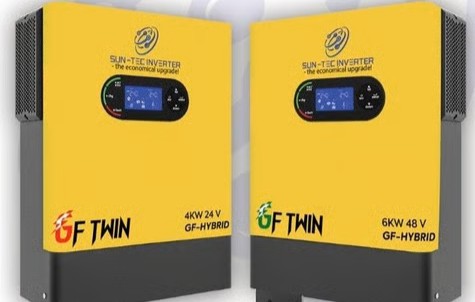 SUN-TEC INVERTER
- the economical upgrade!
GF TWIN
4KW 24 V
GF-HYBRID
SUN-TEC INVERTER
- the economical upgrade!
GF TWIN
6KW 48 V
GF-HYBRID